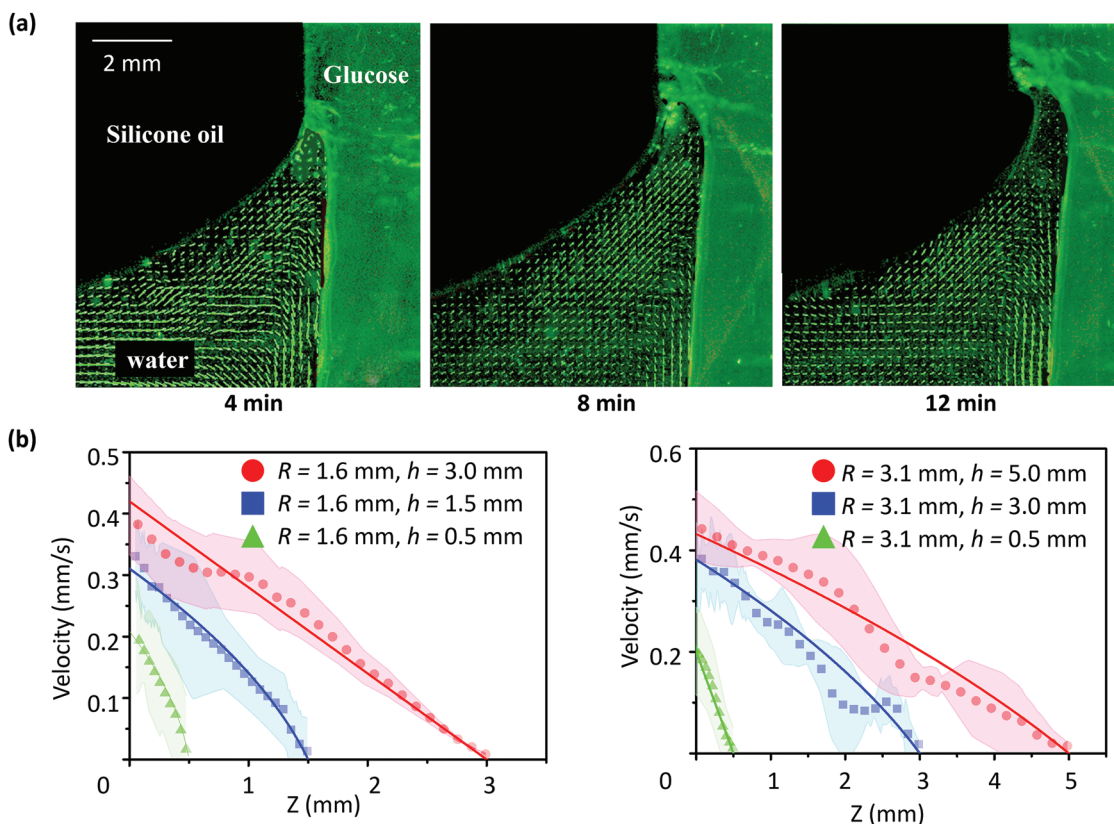 (a)
2 mm
Glucose
Silicone oil
water
4 min
8 min
12 min
(b)
0.5
0.4
0.3
0.2
0.1
0
1
2
3
Velocity (mm/s)
Z (mm)
R = 1.6 mm, h = 3.0 mm
R = 1.6 mm, h = 1.5 mm
R = 1.6 mm, h = 0.5 mm
0.6
0.4
0.2
0
1
2
3
4
5
Velocity (mm/s)
Z (mm)
R = 3.1 mm, h = 5.0 mm
R = 3.1 mm, h = 3.0 mm
R = 3.1 mm, h = 0.5 mm